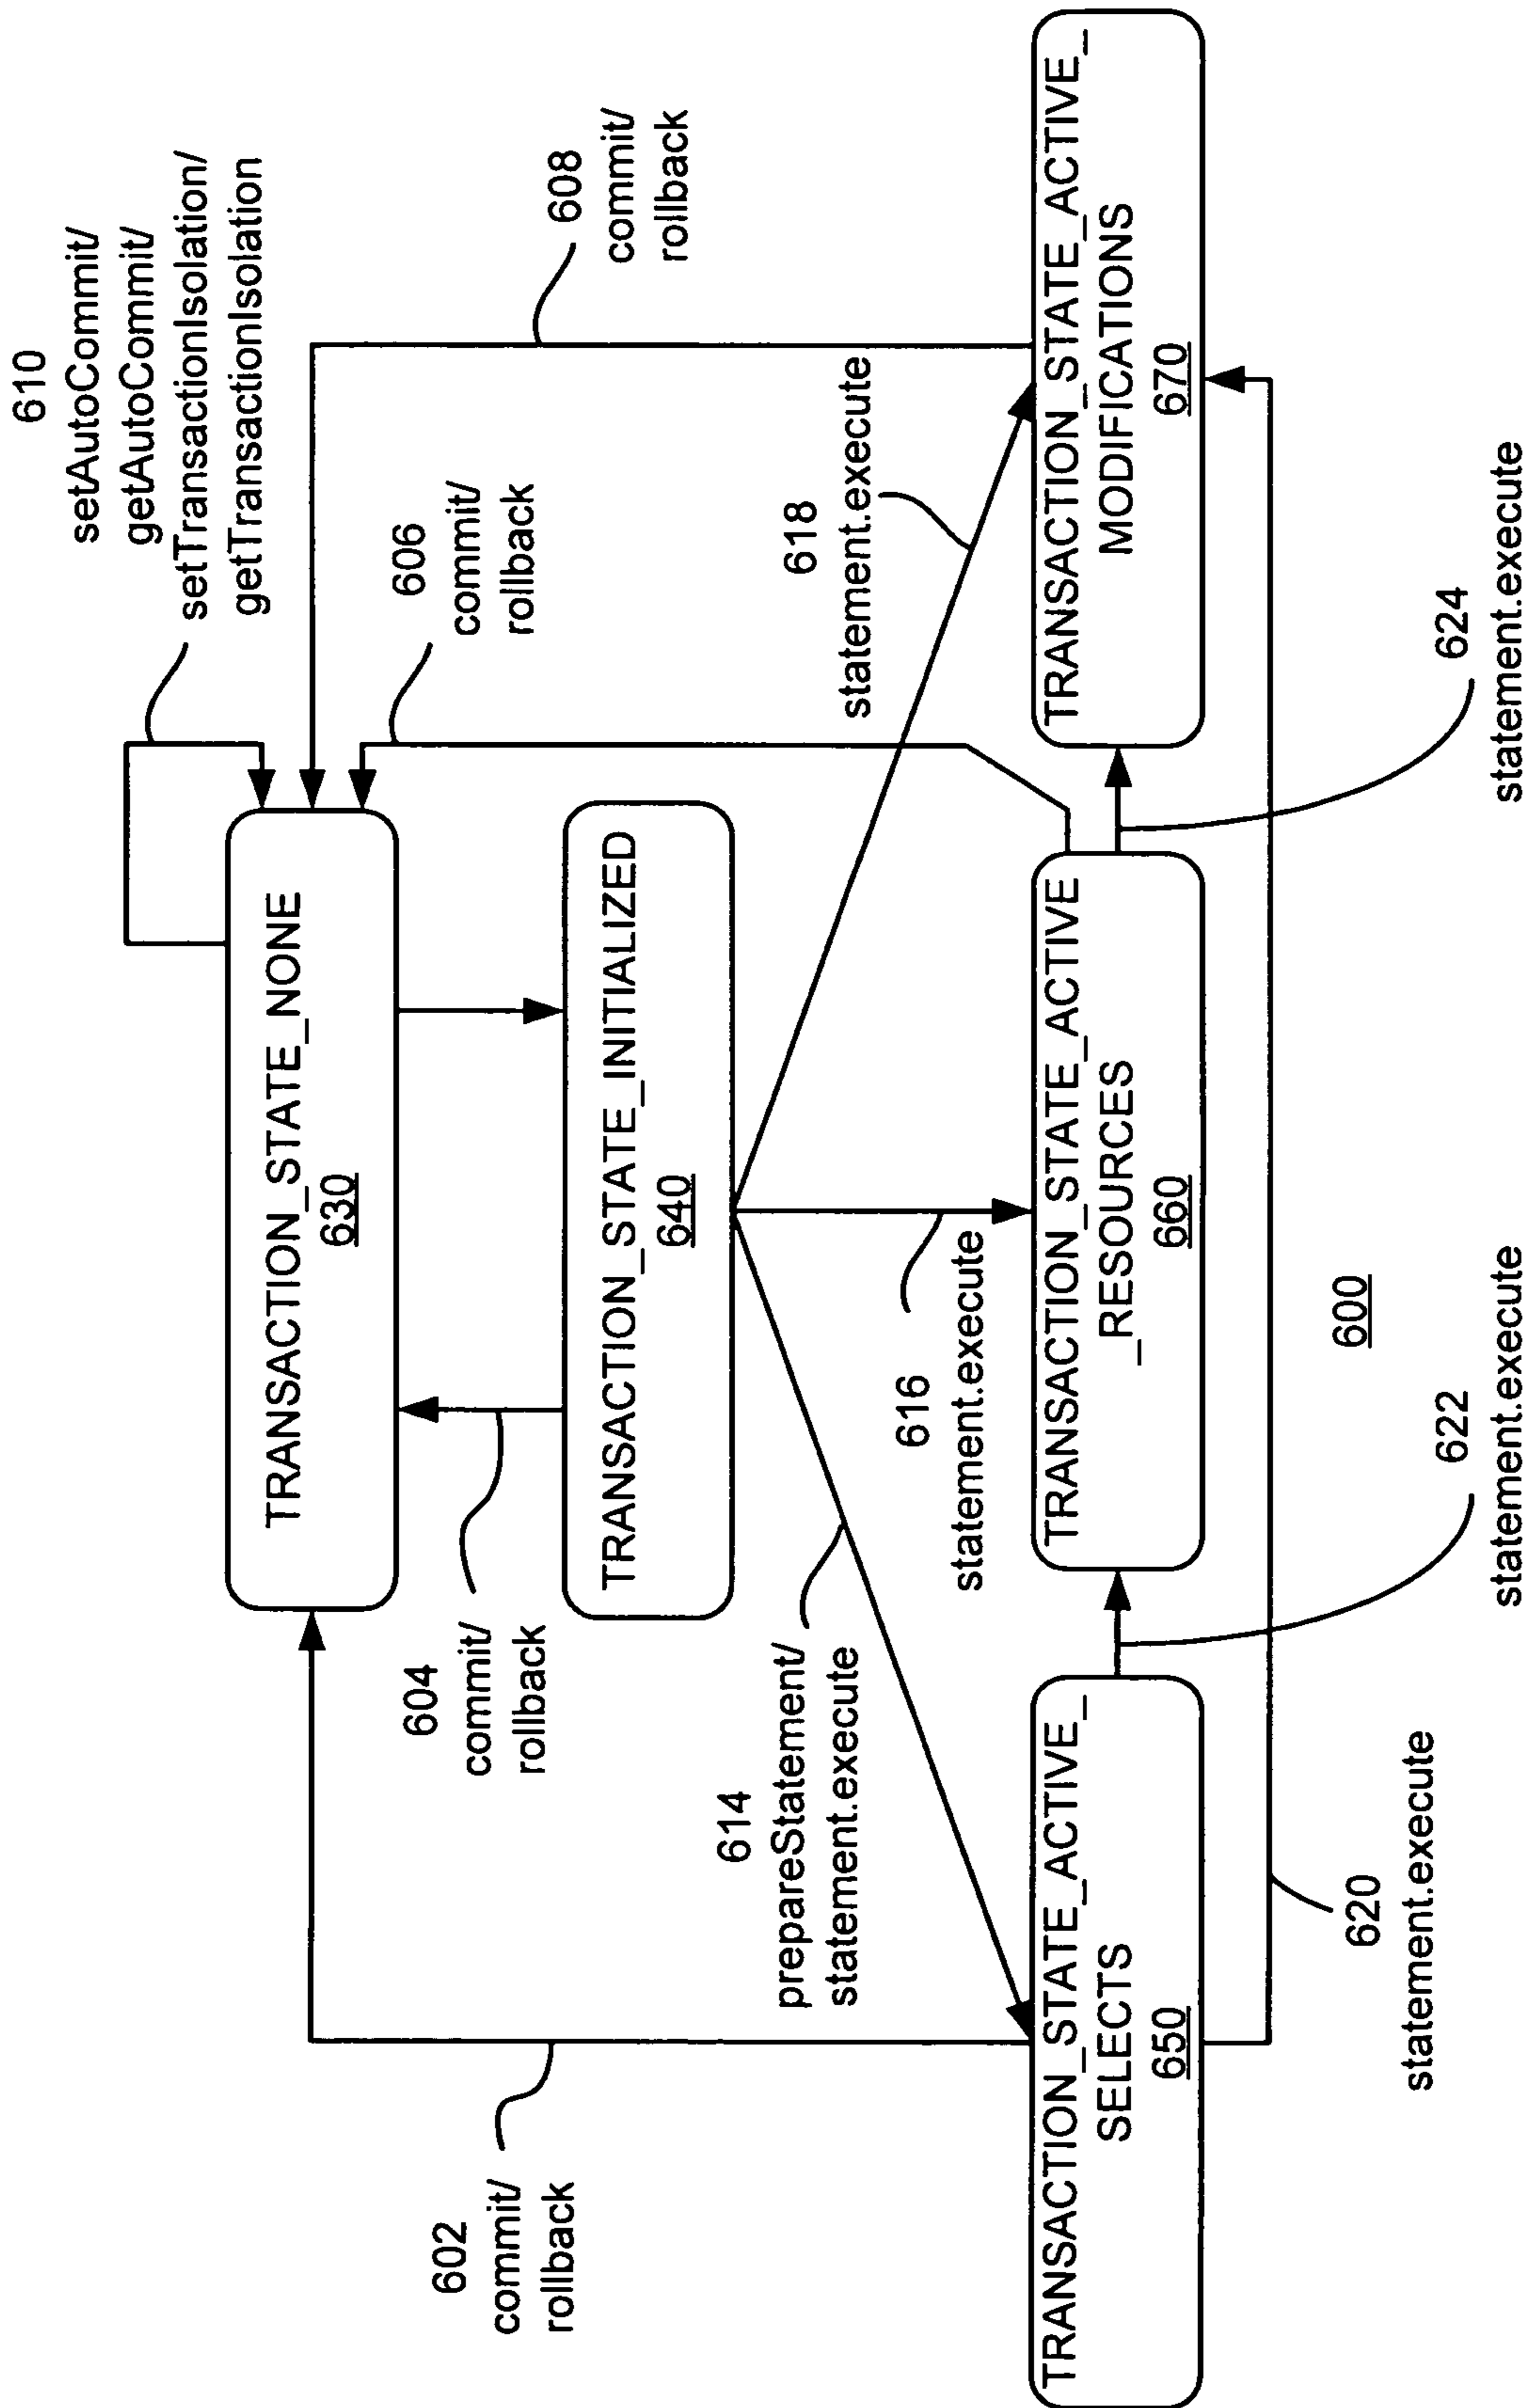 610
setAutoCommit/
getAutoCommit/
setTransactionIsolation/
getTransactionIsolation
TRANSACTION_STATE_NONE
630
602
commit/
rollback
604
commit/
rollback
606
commit/
rollback
608
commit/
rollback
TRANSACTION_STATE_INITIALIZED
640
614
prepareStatement/
statement.execute
616
statement.execute
618
statement.execute
TRANSACTION_STATE_ACTIVE_
SELECTS
650
TRANSACTION_STATE_ACTIVE
_RESOURCES
660
TRANSACTION_STATE_ACTIVE_
MODIFICATIONS
670
620
statement.execute
600
622
statement.execute
624
statement.execute